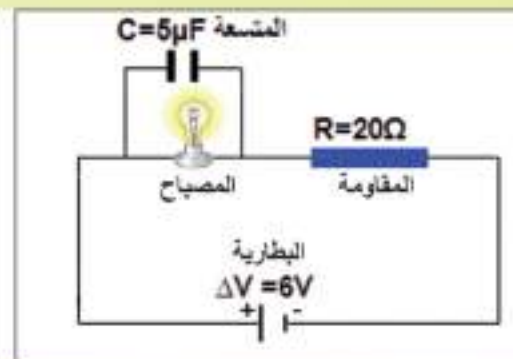 المتسعة C=5µF
R=20Ω
المصباح
المقاومة
البطارية
ΔV =6V
+ -